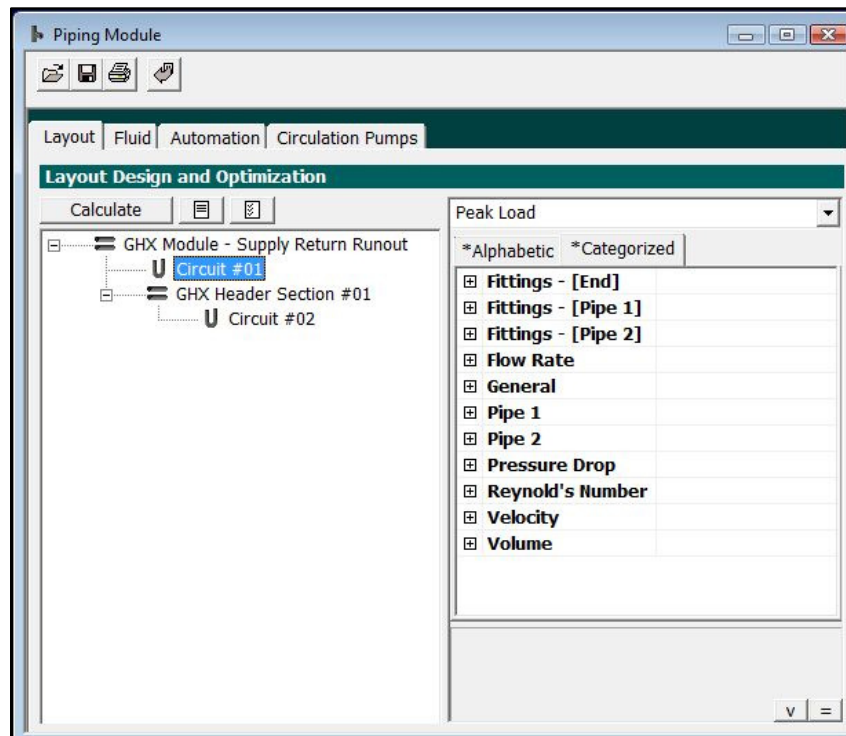 Piping Module
Layout Fluid Automation Circulation Pumps
Layout Design and Optimization
Calculate
Peak Load
GHX Module - Supply Return Runout
Circuit #01
GHX Header Section #01
Circuit #02
*Alphabetic *Categorized
Fittings - [End]
Fittings - [Pipe 1]
Fittings - [Pipe 2]
Flow Rate
General
Pipe 1
Pipe 2
Pressure Drop
Reynold's Number
Velocity
Volume
v =